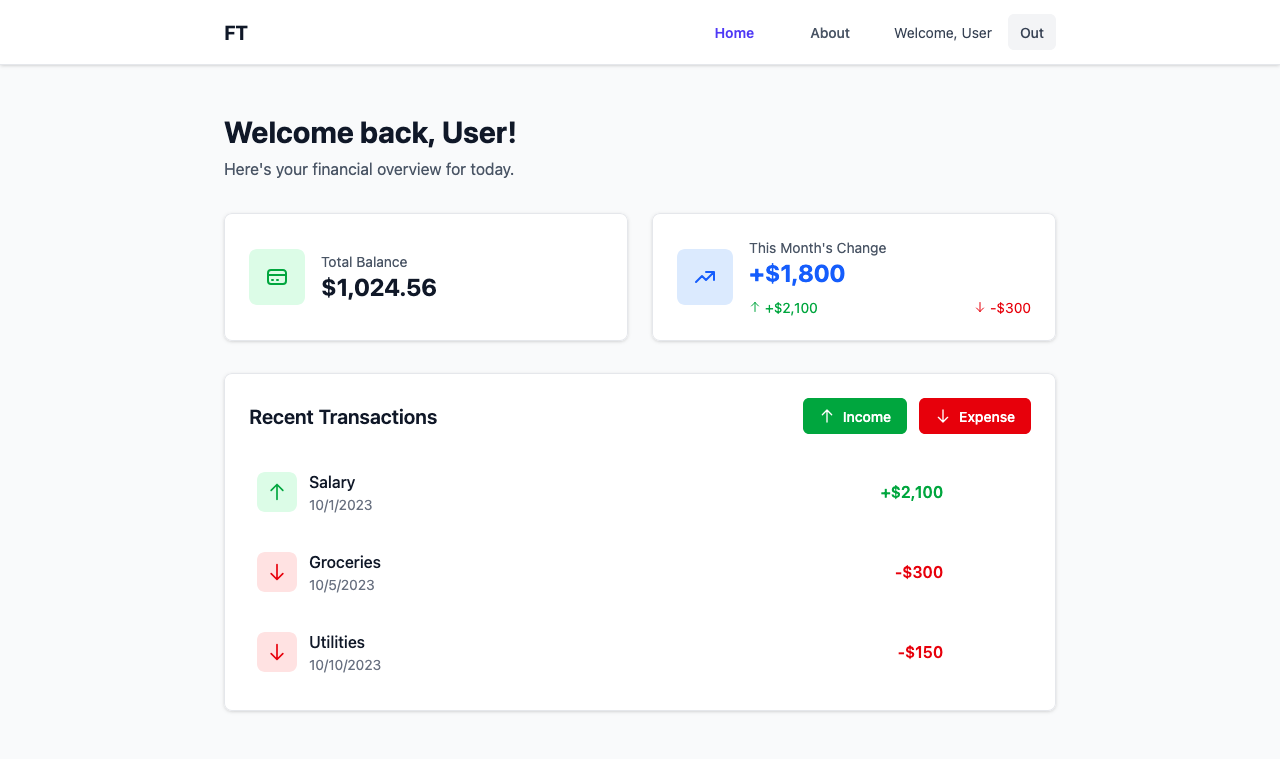 FT
Home
About
Welcome, User
Out
Welcome back, User!
Here's your financial overview for today.
Total Balance
$1,024.56
This Month's Change
+$1,800
+$2,100
-$300
Recent Transactions
Income
Expense
Salary
10/1/2023
+$2,100
Groceries
10/5/2023
-$300
Utilities
10/10/2023
-$150